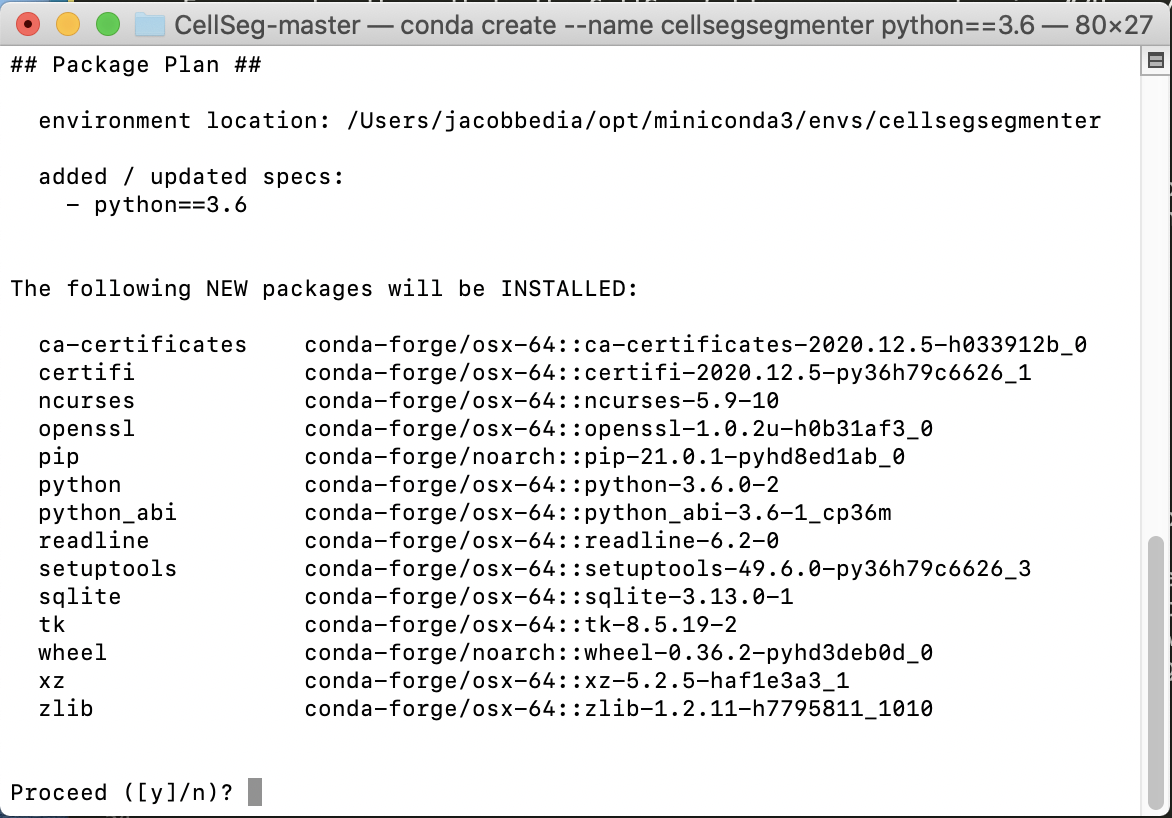 CellSeg-master — conda create --name cellsegsegmenter python==3.6 — 80×27
## Package Plan ##
environment location: /Users/jacobbedia/opt/miniconda3/envs/cellsegsegmenter
added / updated specs:
- python==3.6
The following NEW packages will be INSTALLED:
ca-certificates conda-forge/osx-64::ca-certificates-2020.12.5-h033912b_0
certifi conda-forge/osx-64::certifi-2020.12.5-py36h79c6626_1
ncurses conda-forge/osx-64::ncurses-5.9-10
openssl conda-forge/osx-64::openssl-1.0.2u-h0b31af3_0
pip conda-forge/noarch::pip-21.0.1-pyhd8ed1ab_0
python conda-forge/osx-64::python-3.6.0-2
python_abi conda-forge/osx-64::python_abi-3.6-1_cp36m
readline conda-forge/osx-64::readline-6.2-0
setuptools conda-forge/osx-64::setuptools-49.6.0-py36h79c6626_3
sqlite conda-forge/osx-64::sqlite-3.13.0-1
tk conda-forge/osx-64::tk-8.5.19-2
wheel conda-forge/noarch::wheel-0.36.2-pyhd3deb0d_0
xz conda-forge/osx-64::xz-5.2.5-haf1e3a3_1
zlib conda-forge/osx-64::zlib-1.2.11-h7795811_1010
Proceed ([y]/n)?